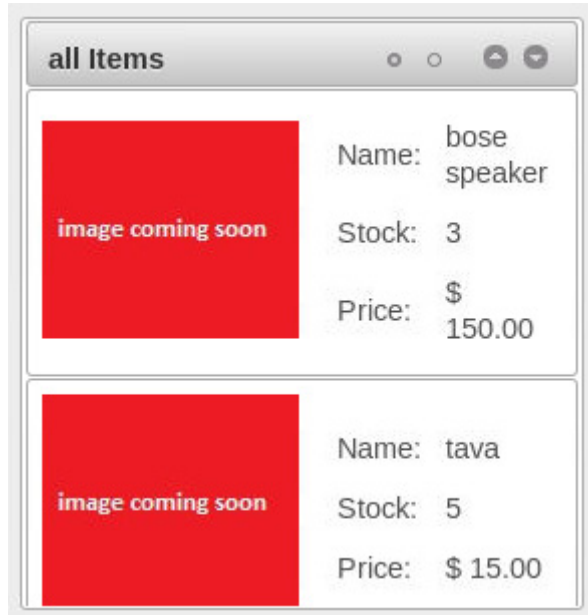 all Items
image coming soon
Name: bose
speaker
Stock: 3
Price: $
150.00
image coming soon
Name: tava
Stock: 5
Price: $ 15.00